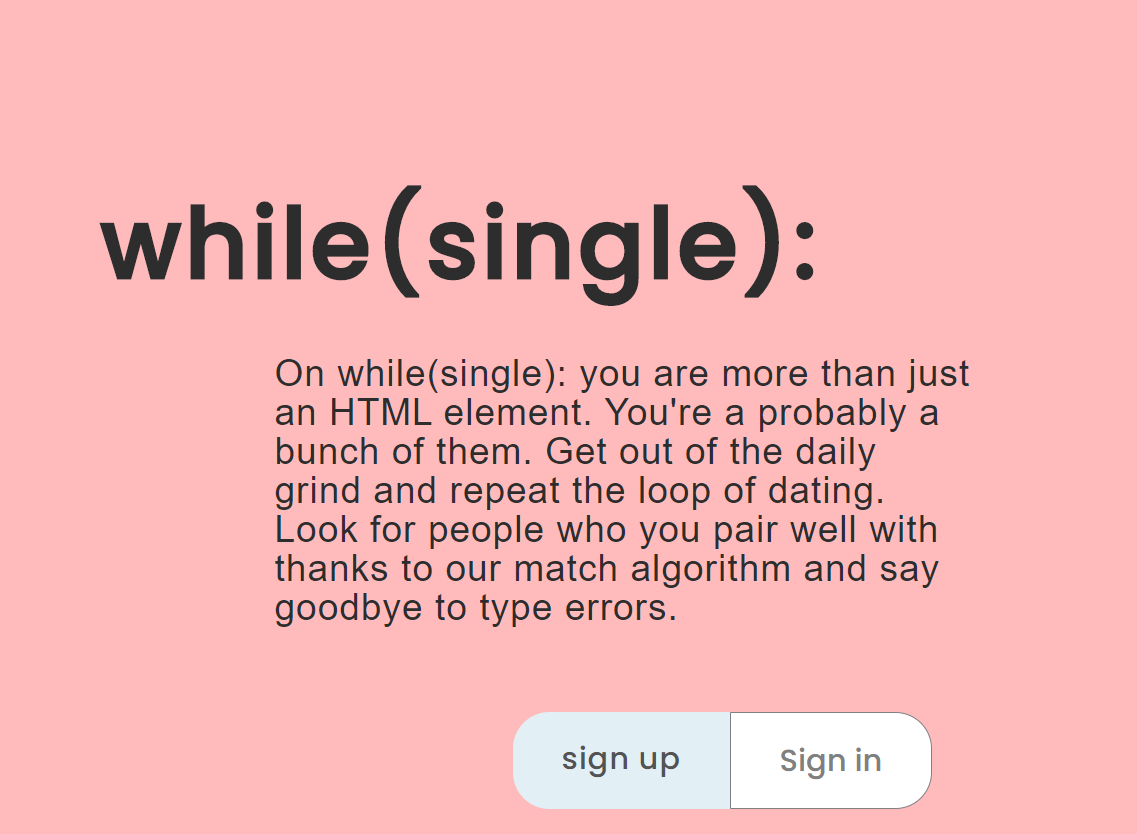 while(single):
On while(single): you are more than just
an HTML element. You're a probably a
bunch of them. Get out of the daily
grind and repeat the loop of dating.
Look for people who you pair well with
thanks to our match algorithm and say
goodbye to type errors.
sign up Sign in